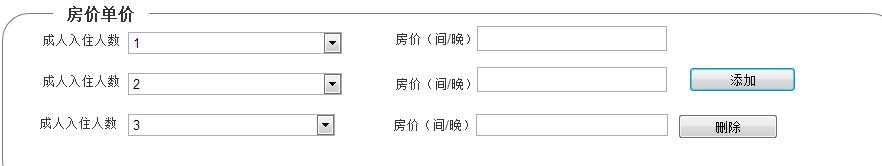 房价单价
成人入住人数 1 房价（间/晚）
成人入住人数 2 房价（间/晚） 添加
成人入住人数 3 房价（间/晚） 删除